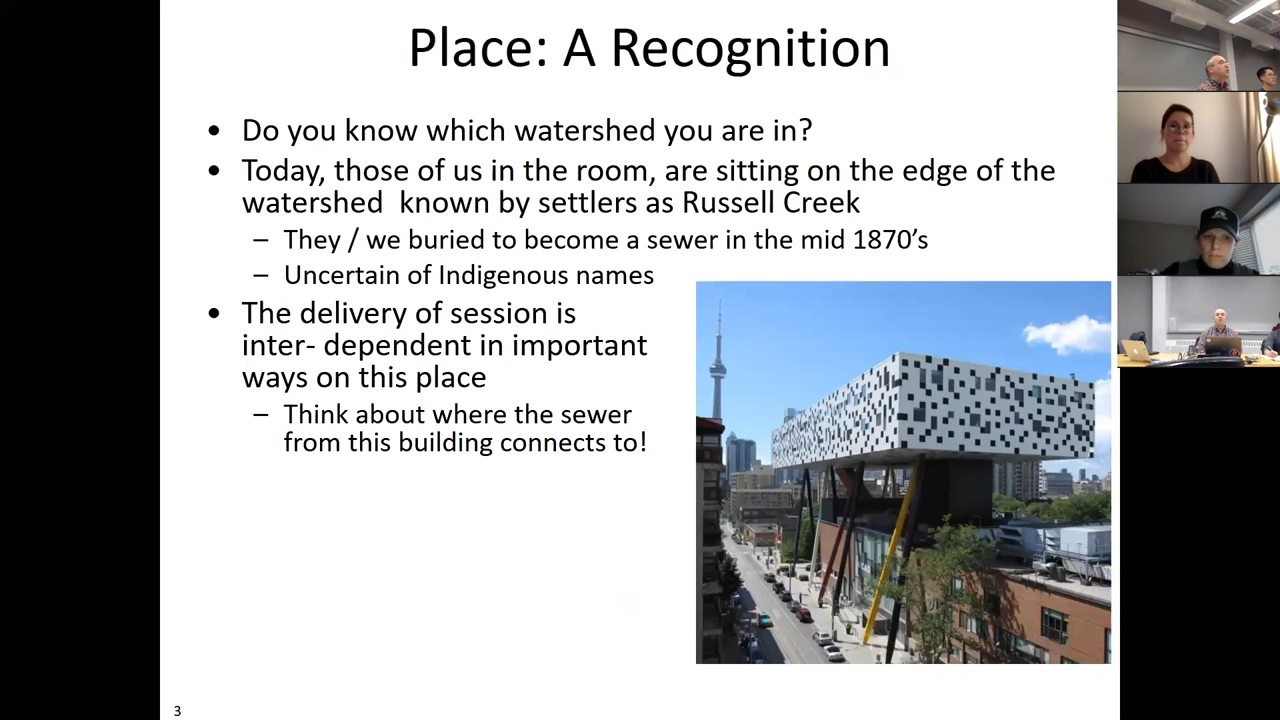 Place: A Recognition
• Do you know which watershed you are in?
• Today, those of us in the room, are sitting on the edge of the
watershed  known by settlers as Russell Creek
– They / we buried to become a sewer in the mid 1870’s
– Uncertain of Indigenous names
• The delivery of session is
inter- dependent in important
ways on this place
– Think about where the sewer
from this building connects to!
3